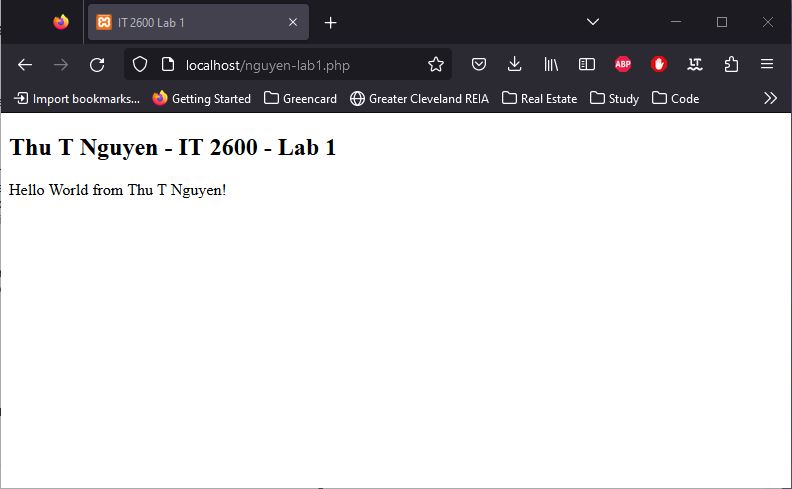 IT 2600 Lab 1
localhost/nguyen-lab1.php
ABP
Import bookmarks... Getting Started Greencard Greater Cleveland REIA Real Estate Study Code
Thu T Nguyen - IT 2600 - Lab 1
Hello World from Thu T Nguyen!